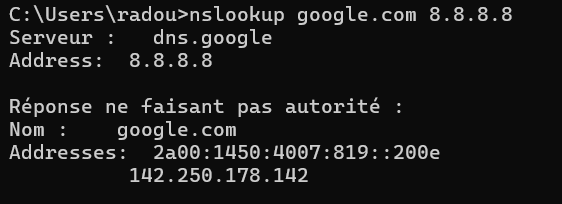 C:\Users\radou>nslookup google.com 8.8.8.8
Serveur :   dns.google
Address:  8.8.8.8

Réponse ne faisant pas autorité :
Nom :    google.com
Addresses:  2a00:1450:4007:819::200e
          142.250.178.142